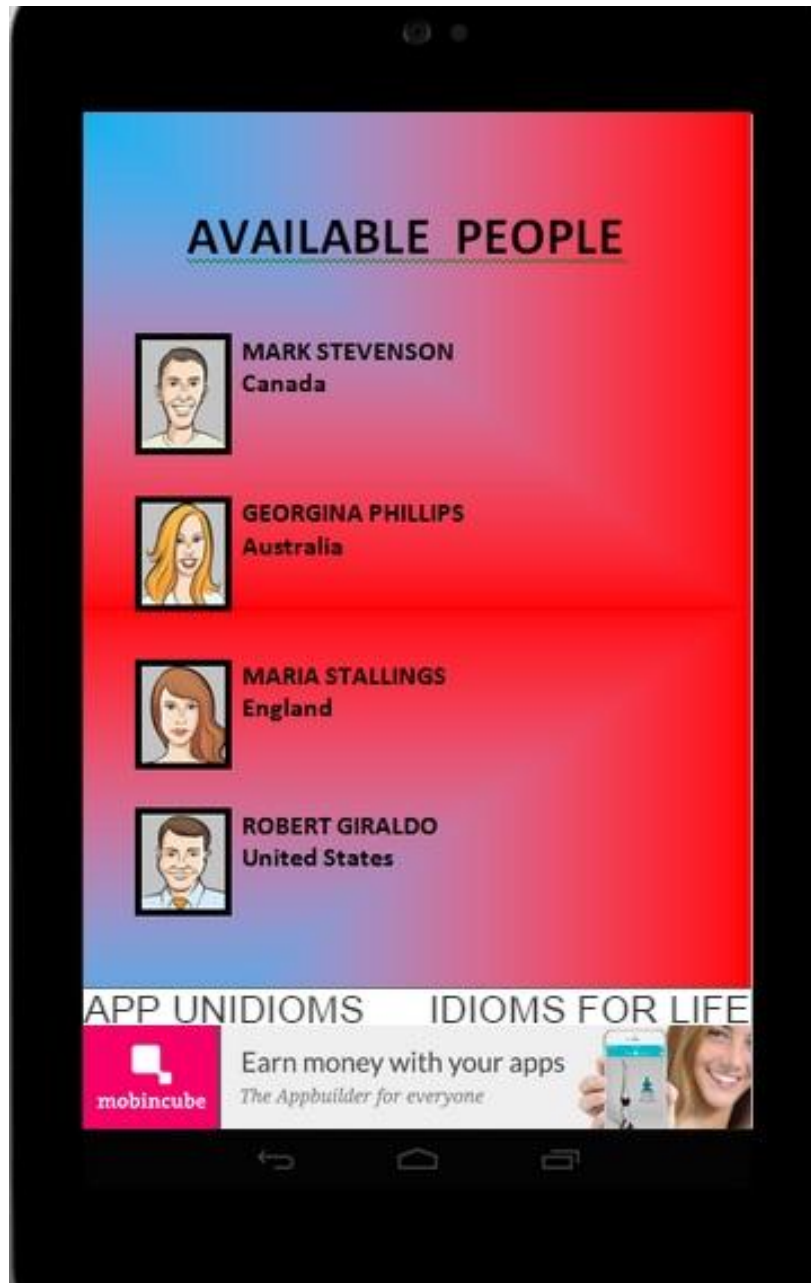 AVAILABLE PEOPLE
MARK STEVENSON
Canada
GEORGINA PHILLIPS
Australia
MARIA STALLINGS
England
ROBERT GIRALDO
United States
APP UNIDIOMS IDIOMS FOR LIFE
mobincube
Earn money with your apps
The Appbuilder for everyone